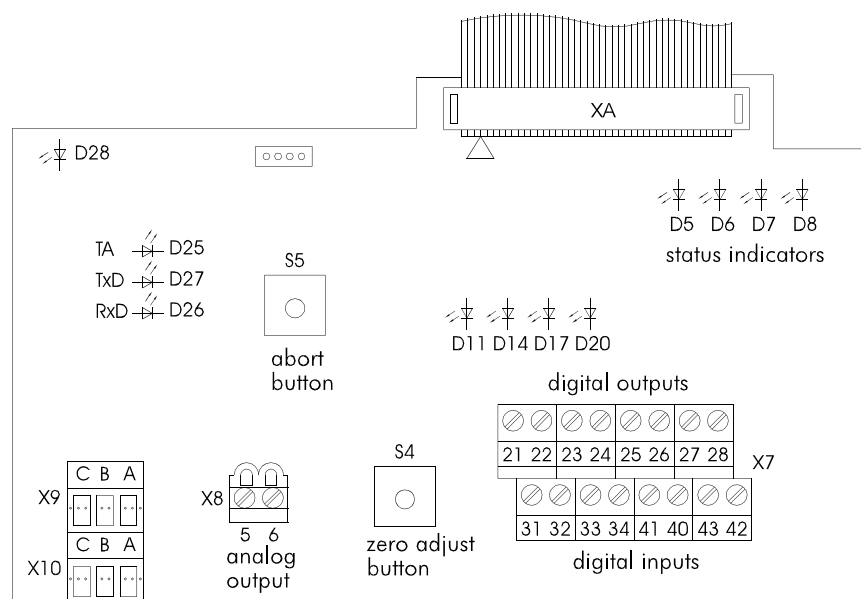 XA
D28
D5 D6 D7 D8
status indicators
TA D25
TxD D27
RxD D26
S5
abort
button
D11 D14 D17 D20
digital outputs
21 22 23 24 25 26 27 28
X7
31 32 33 34 41 40 43 42
digital inputs
S4
zero adjust
button
X8
5 6
analog
output
X9
C B A
X10
C B A